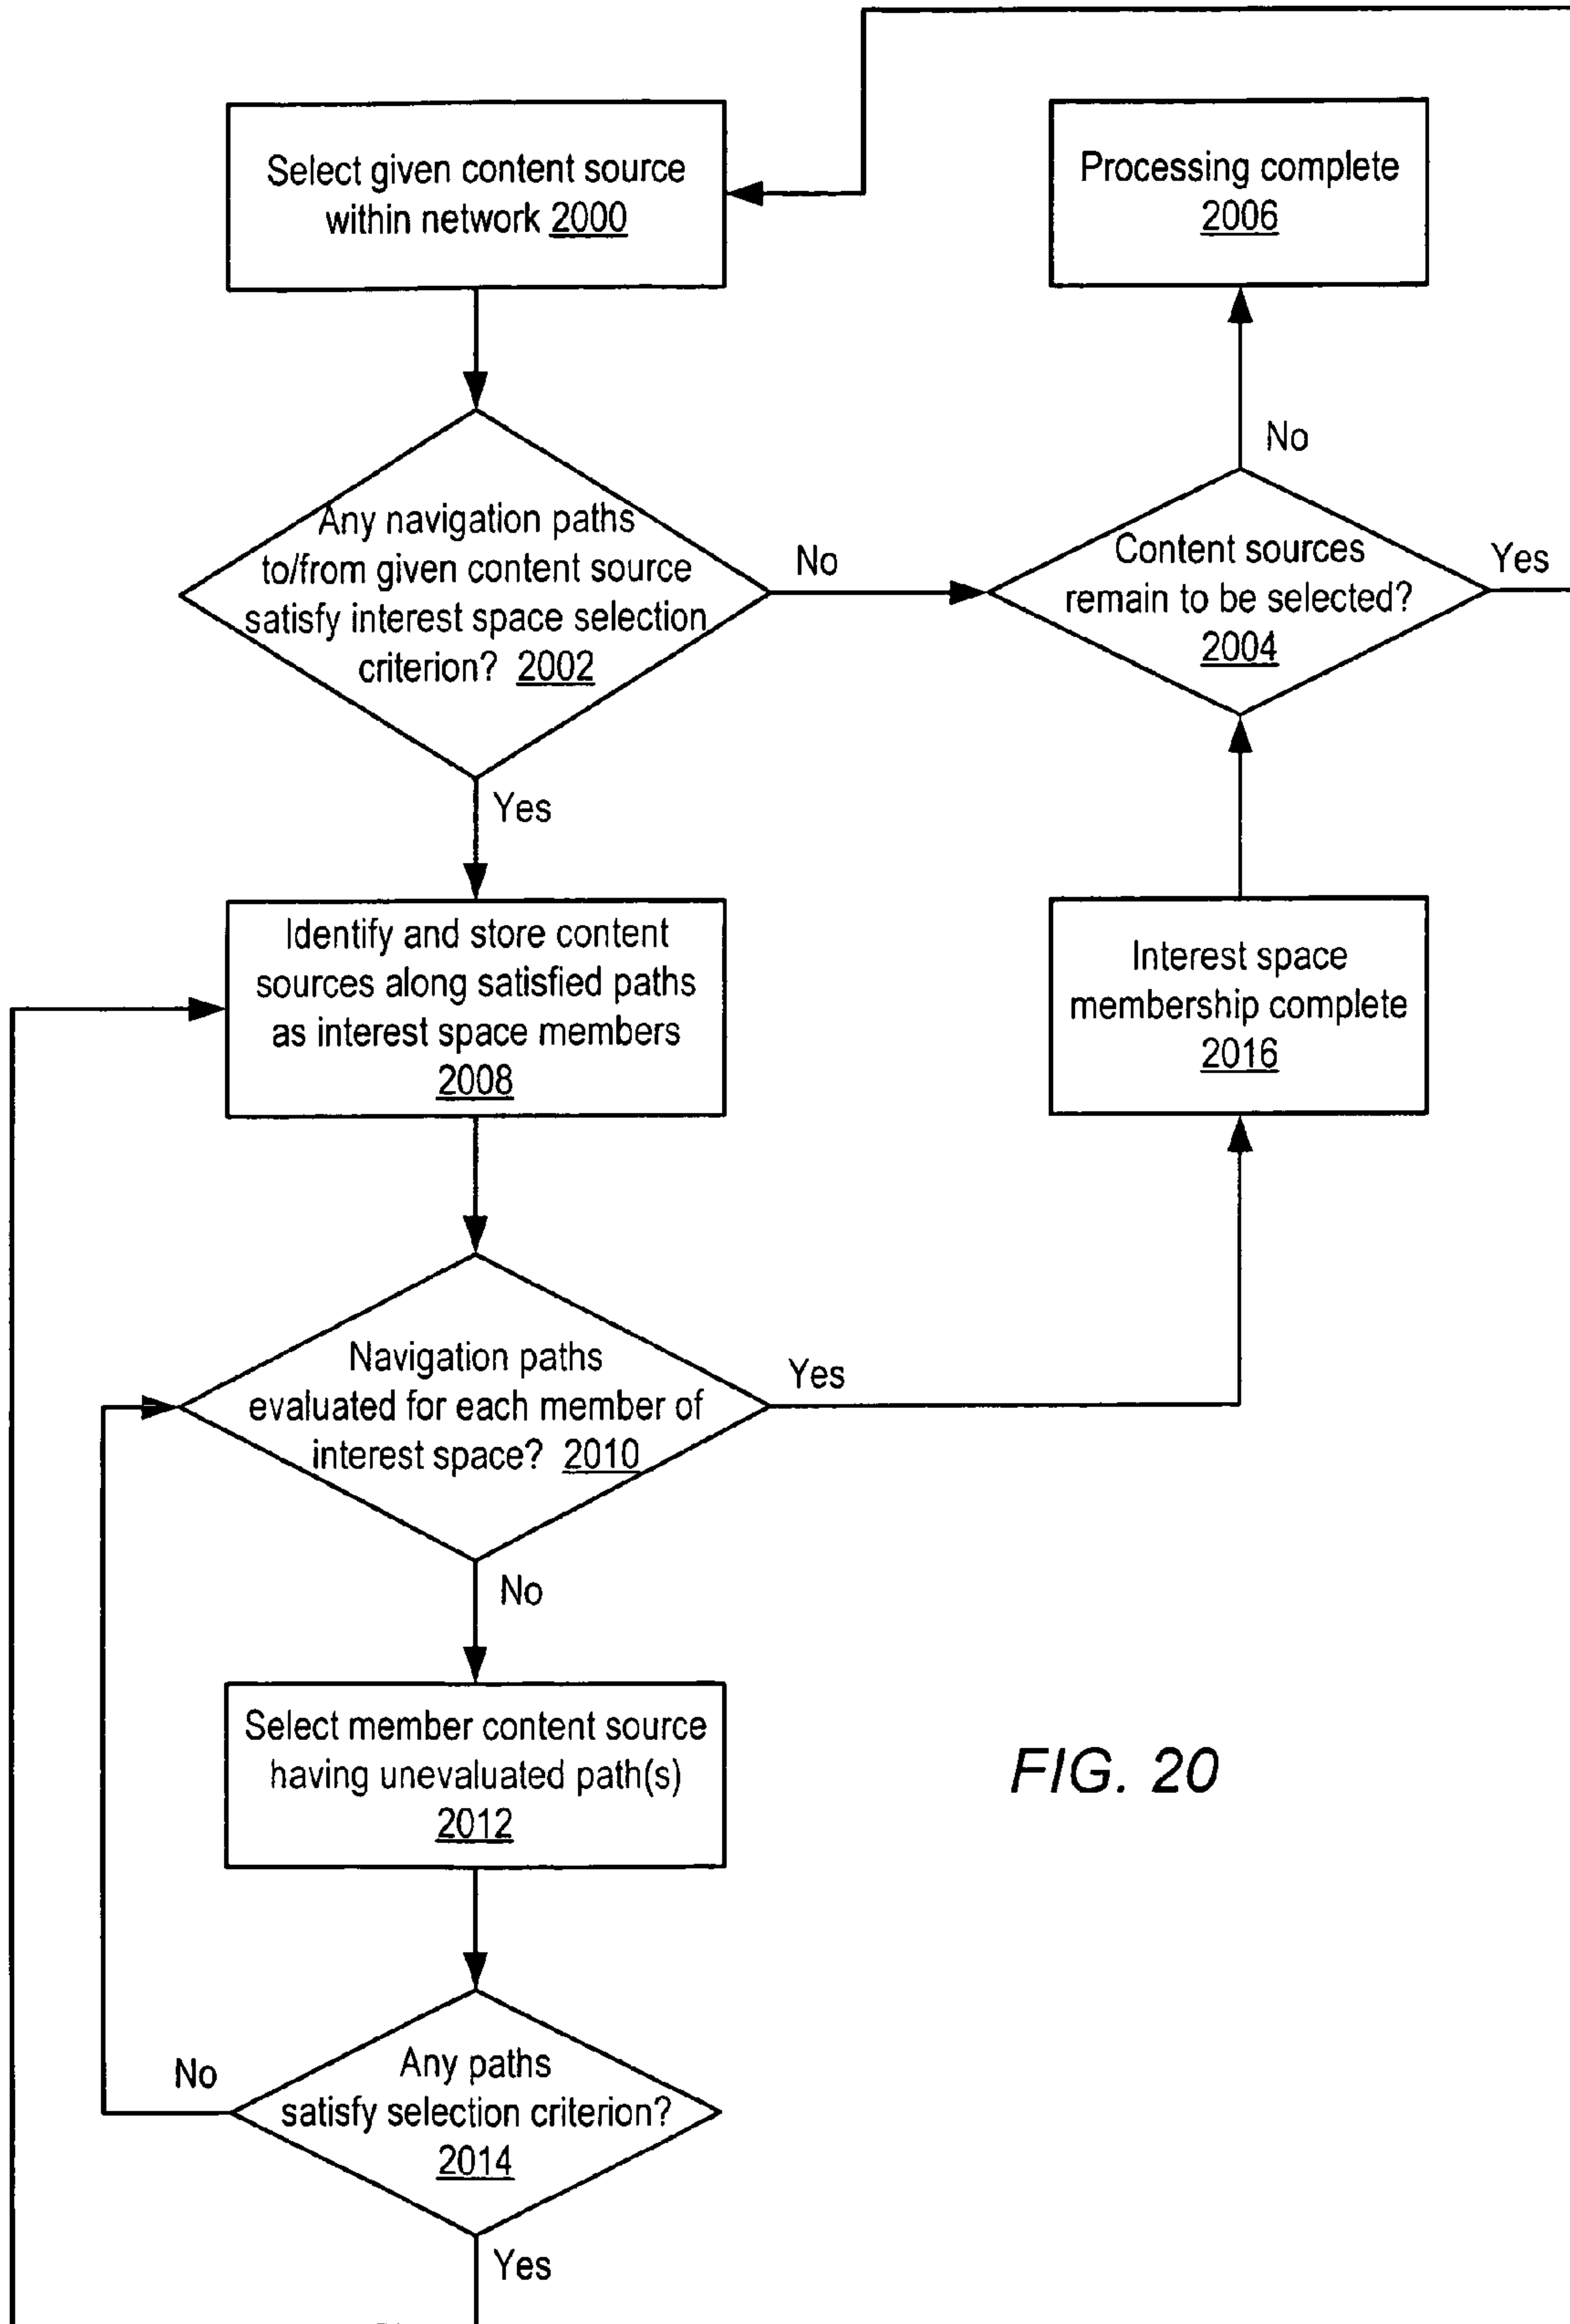 Select given content source
within network 2000
Processing complete
2006
No
Any navigation paths
to/from given content source
satisfy interest space selection
criterion? 2002
No
Content sources
remain to be selected?
2004
Yes
Yes
Identify and store content
sources along satisfied paths
as interest space members
2008
Interest space
membership complete
2016
Navigation paths
evaluated for each member of
interest space? 2010
Yes
No
Select member content source
having unevaluated path(s)
2012
FIG. 20
Any paths
satisfy selection criterion?
2014
No
Yes